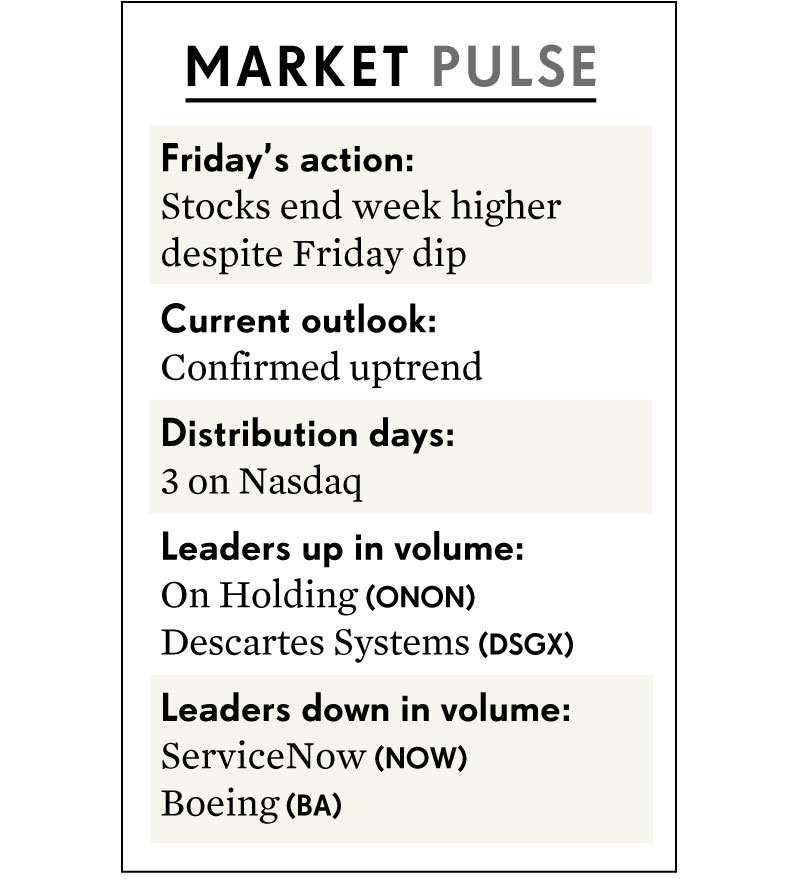 MARKET PULSE
Friday’s action:
Stocks end week higher
despite Friday dip
Current outlook:
Confirmed uptrend
Distribution days:
3 on Nasdaq
Leaders up in volume:
On Holding (ONON)
Descartes Systems (DSGX)
Leaders down in volume:
ServiceNow (NOW)
Boeing (BA)